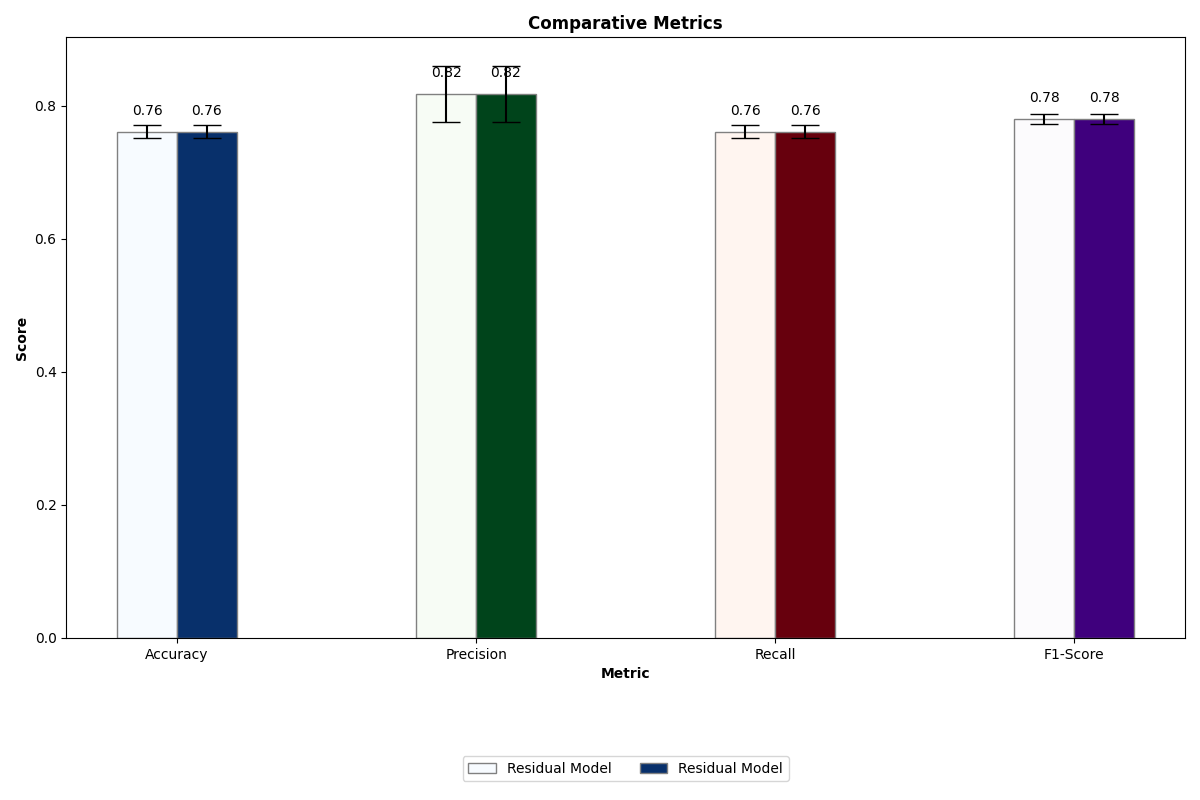 Comparative Metrics
0.76 0.76 0.82 0.82 0.76 0.76 0.78 0.78
0.8
0.6
0.4
0.2
0.0
Score
Accuracy Precision Recall F1-Score
Metric
Residual Model Residual Model